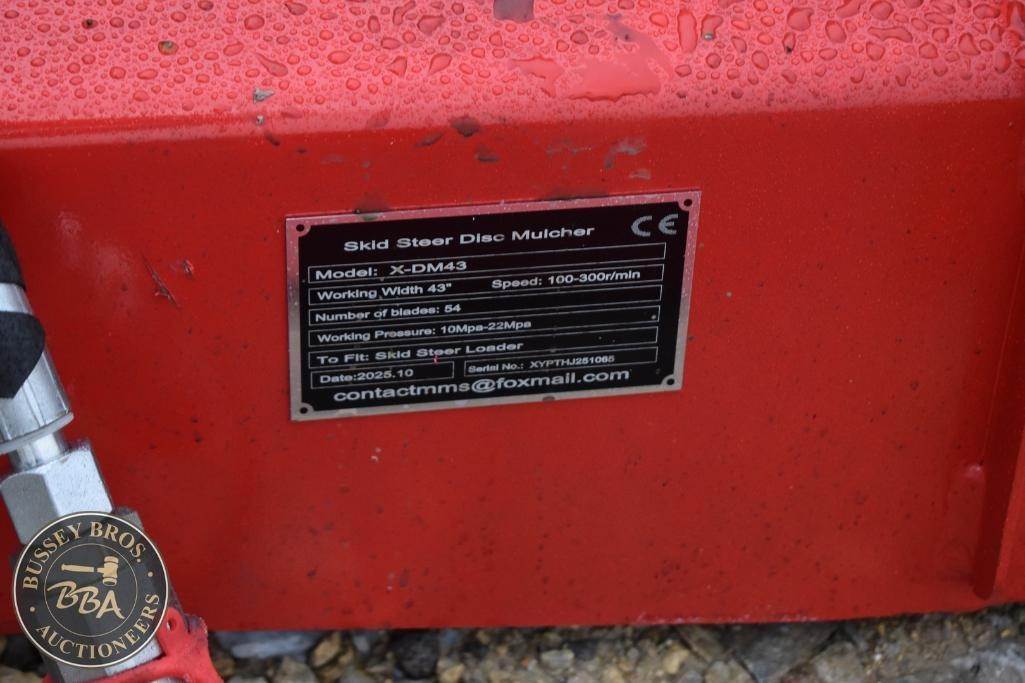 Skid Steer Disc Mulcher CE
Model: X-DM43
Working Width 43" Speed: 100-300r/min
Number of blades: 54
Working Pressure: 10Mpa-22Mpa
To Fit: Skid Steer Loader
Date:2025.10 Serial No.: XYPTHJ251065
contactmms@foxmail.com
BUSSEY BROS.
BBA
AUCTIONEERS